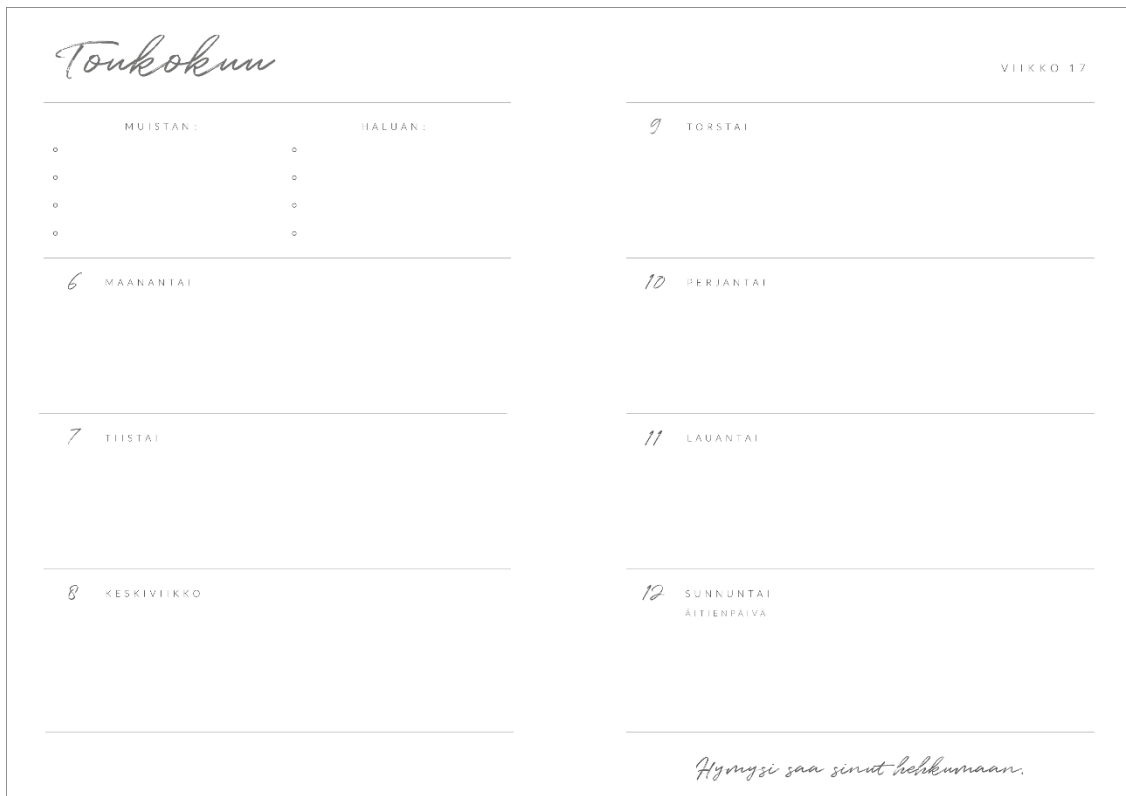 Toukokuu
VIIKKO 17
MUISTAN:
HALUAN:
6 MAANANTAI
7 TIISTAI
8 KESKIVIIKKO
9 TORSTAI
10 PERJANTAI
11 LAUANTAI
12 SUNNUNTAI
ÄITIENPÄIVÄ
Hymysi saa sinut hehkumaan.